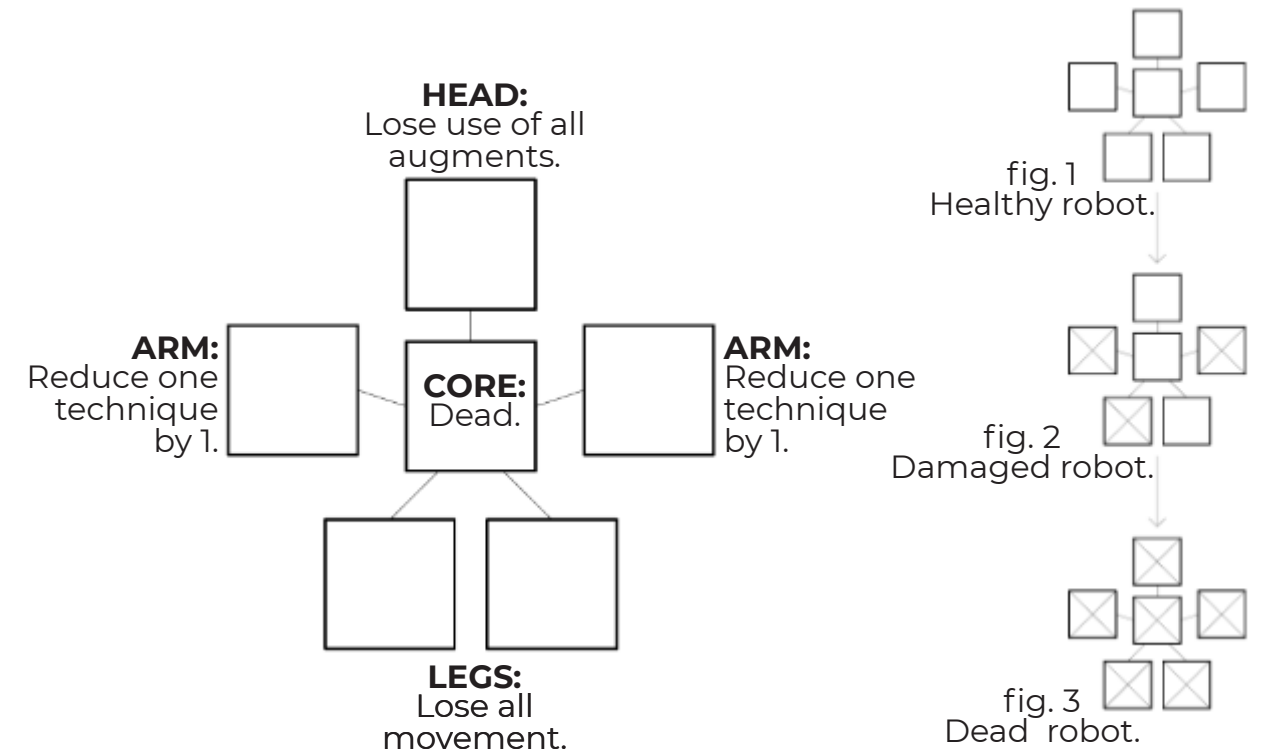 HEAD:
Lose use of all
augments.
ARM:
Reduce one
technique
by 1.
CORE:
Dead.
ARM:
Reduce one
technique
by 1.
LEGS:
Lose all
movement.
fig. 1
Healthy robot.
fig. 2
Damaged robot.
fig. 3
Dead robot.